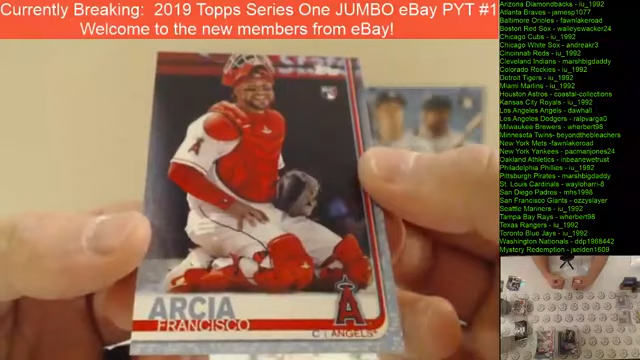 Currently Breaking:  2019 Topps Series One JUMBO eBay PYT #1
Welcome to the new members from eBay!
RC
A
ARCIA
FRANCISCO
C | ANGELS
A
Arizona Diamondbacks - iu_1992
Atlanta Braves - jamesp1077
Baltimore Orioles - fawnlakeroad
Boston Red Sox - walleyewacker24
Chicago Cubs - iu_1992
Chicago White Sox - andreakr3
Cincinnati Reds - iu_1992
Cleveland Indians - marshbigdaddy
Colorado Rockies - iu_1992
Detroit Tigers - iu_1992
Miami Marlins - iu_1992
Houston Astros - coastal-collections
Kansas City Royals - iu_1992
Los Angeles Angels - dawhall
Los Angeles Dodgers - ralpvarga0
Milwaukee Brewers - wherbert98
Minnesota Twins- beyondthebleachers
New York Mets -fawnlakeroad
New York Yankees - pacmanjones24
Oakland Athletics - inbeanewetrust
Philadelphia Phillies - iu_1992
Pittsburgh Pirates - marshbigdaddy
St. Louis Cardinals - wayloharri-8
San Diego Padres - mhs1998
San Francisco Giants - ozzyslayer
Seattle Mariners - iu_1992
Tampa Bay Rays - wherbert98
Texas Rangers - iu_1992
Toronto Blue Jays - iu_1992
Washington Nationals - ddp1988442
Mystery Redemption - jseiden1609